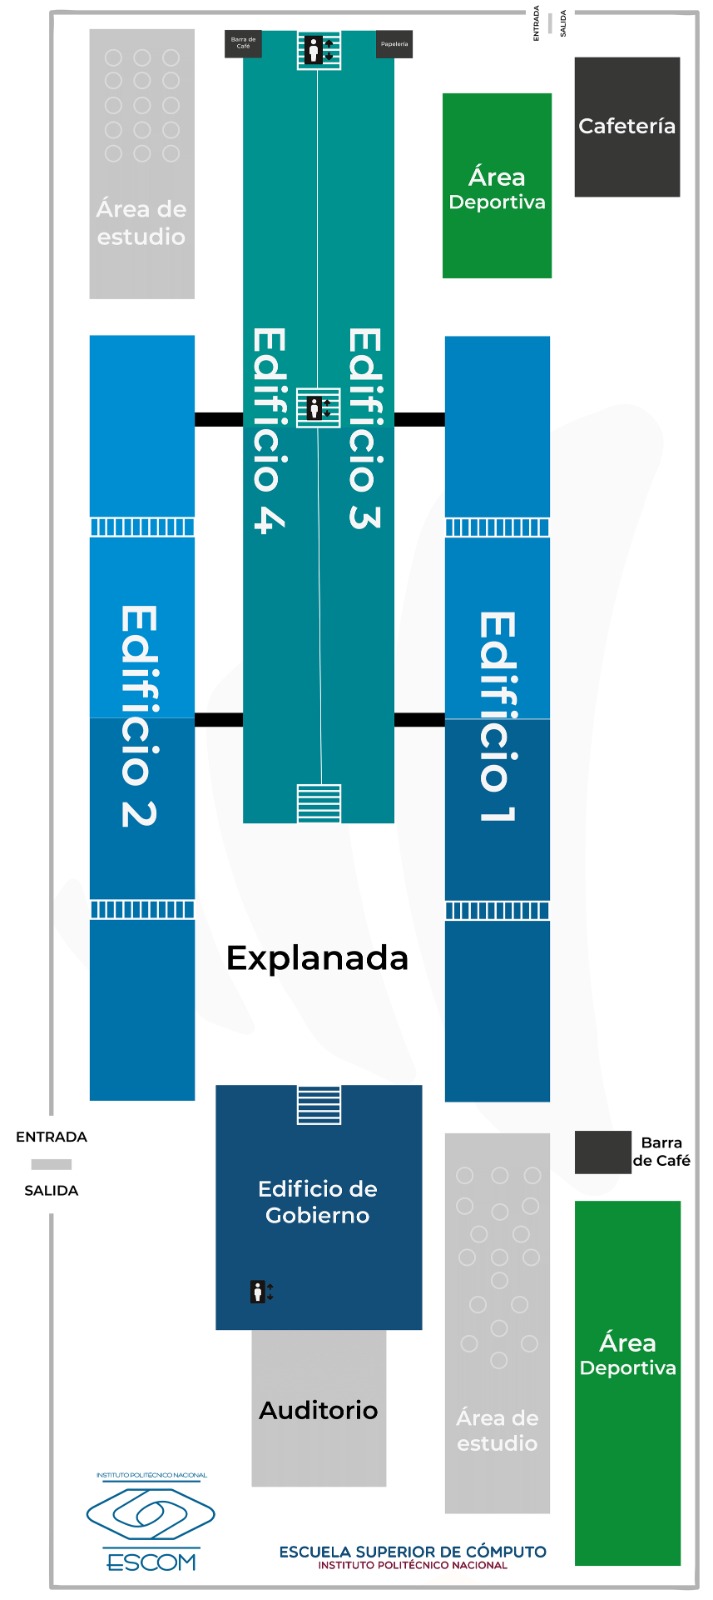 ENTRADA
SALIDA
Barra de
Café
Papelería
Cafetería
Área
Deportiva
Área de
estudio
Edificio 4
Edificio 3
Edificio 2
Edificio 1
Explanada
ENTRADA
SALIDA
Edificio de
Gobierno
Barra
de Café
Área
Deportiva
Auditorio
Área de
estudio
INSTITUTO POLITÉCNICO NACIONAL
ESCOM
ESCUELA SUPERIOR DE CÓMPUTO
INSTITUTO POLITÉCNICO NACIONAL